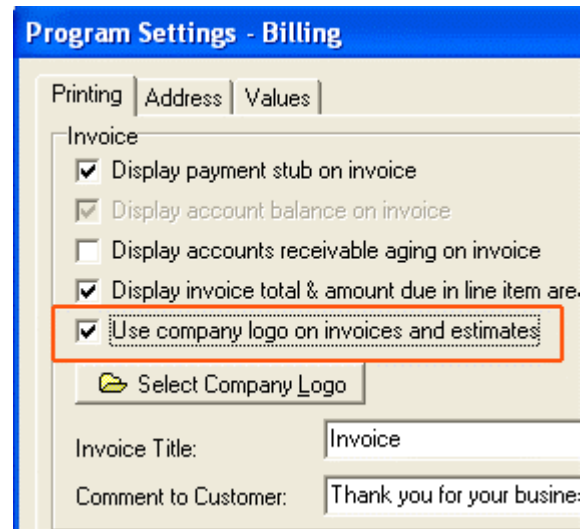 Program Settings - Billing
Printing Address Values
Invoice
Display payment stub on invoice
Display account balance on invoice
Display accounts receivable aging on invoice
Display invoice total & amount due in line item
Use company logo on invoices and estimates
Select Company Logo
Invoice Title: Invoice
Comment to Customer: Thank you for your